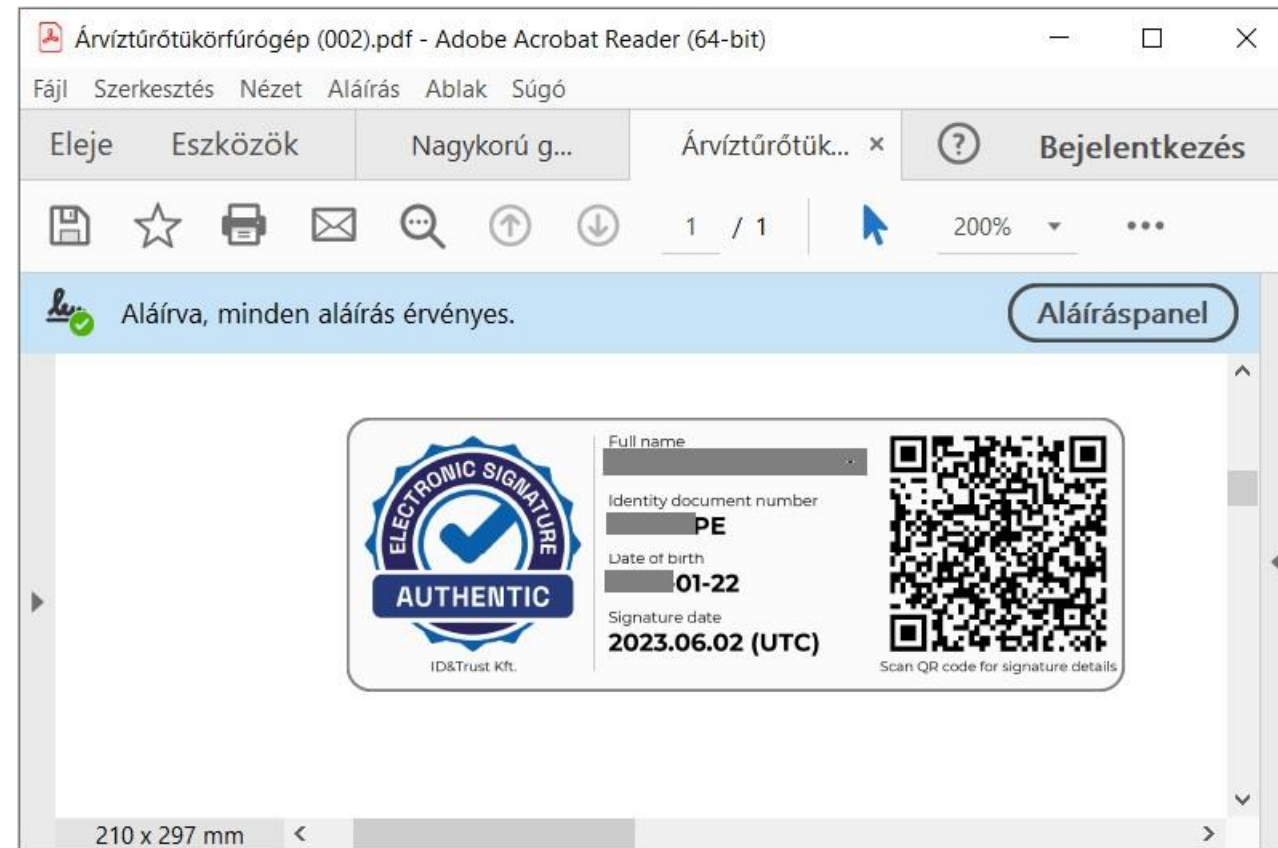 Árvíztűrőtükörfúrógép (002).pdf - Adobe Acrobat Reader (64-bit)
Fájl Szerkesztés Nézet Aláírás Ablak Súgó
Eleje Eszközök Nagykorú g... Árvíztűrőtük... × ? Bejelentkezés
1 / 1 200%
Aláírva, minden aláírás érvényes. Aláíráspanel
ELECTRONIC SIGNATURE
AUTHENTIC
ID&Trust Kft.
Full name
Identity document number
PE
Date of birth
01-22
Signature date
2023.06.02 (UTC)
Scan QR code for signature details
210 x 297 mm